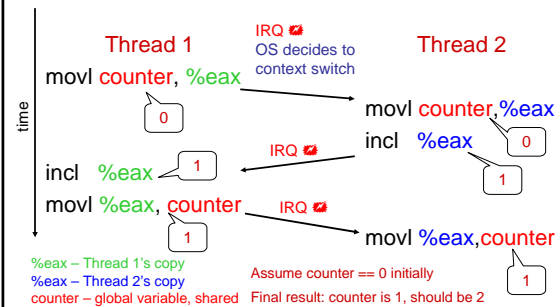 IRQ
Thread 1
OS decides to
context switch
Thread 2
movl counter, %eax
0
movl counter,%eax
0
incl %eax
1
IRQ
incl %eax
1
movl %eax, counter
1
IRQ
movl %eax,counter
1
time
%eax – Thread 1's copy
%eax – Thread 2's copy
counter – global variable, shared
Assume counter == 0 initially
Final result: counter is 1, should be 2